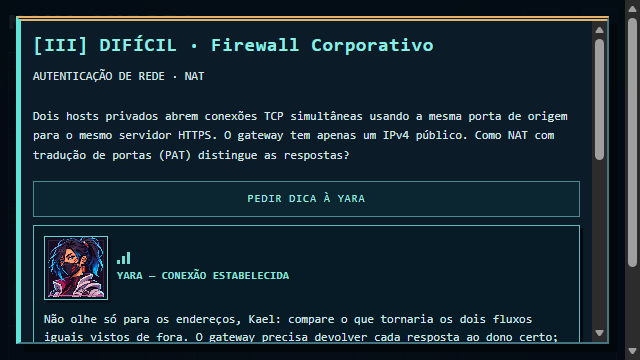 [III] DIFÍCIL · Firewall Corporativo
AUTENTICAÇÃO DE REDE · NAT
Dois hosts privados abrem conexões TCP simultâneas usando a mesma porta de origem
para o mesmo servidor HTTPS. O gateway tem apenas um IPv4 público. Como NAT com
tradução de portas (PAT) distingue as respostas?
PEDIR DICA À YARA
YARA — CONEXÃO ESTABELECIDA
Não olhe só para os endereços, Kael: compare o que tornaria os dois fluxos
iguais vistos de fora. O gateway precisa devolver cada resposta ao dono certo;